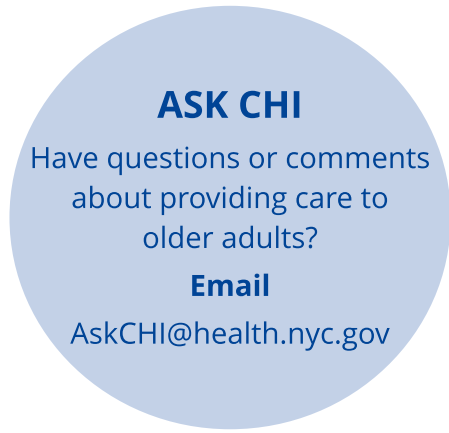 ASK CHI
Have questions or comments
about providing care to
older adults?
Email
AskCHI@health.nyc.gov